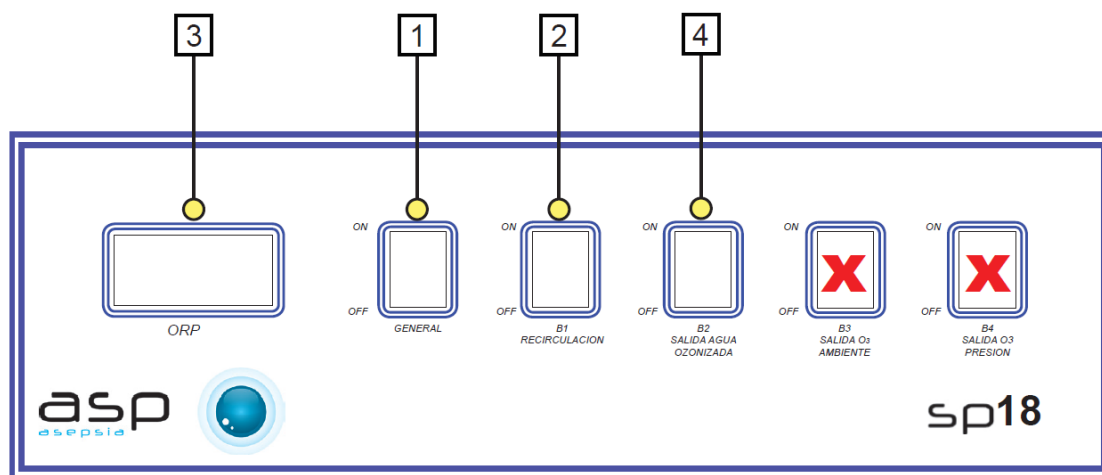 3 1 2 4
ON ON ON ON ON
OFF OFF OFF OFF OFF
X X
ORP
GENERAL
B1
RECIRCULACION
B2
SALIDA AGUA
OZONIZADA
B3
SALIDA O₃
AMBIENTE
B4
SALIDA O3
PRESION
asp
asepsia
sp18